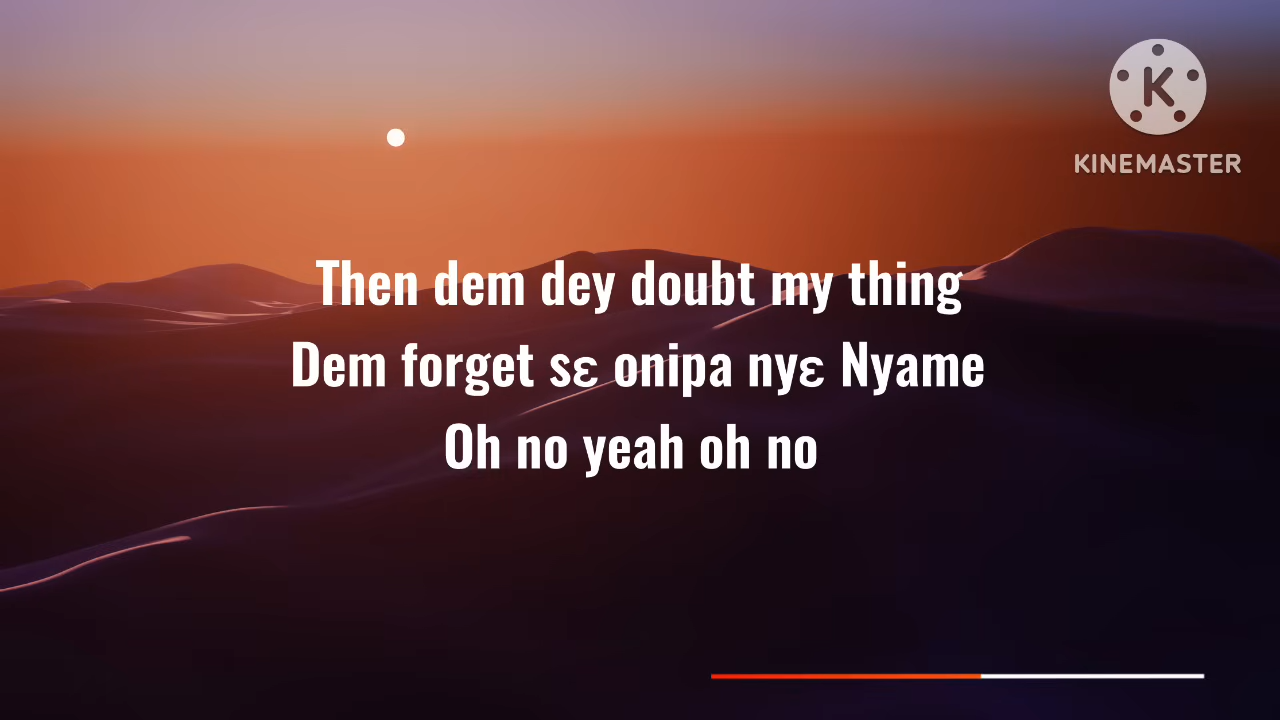 K
KINEMASTER
Then dem dey doubt my thing
Dem forget sɛ onipa nyɛ Nyame
Oh no yeah oh no